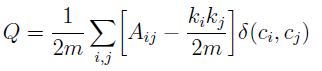 Q = \frac{1}{2m} \sum_{i,j} \left[ A_{ij} - \frac{k_i k_j}{2m} \right] \delta(c_i, c_j)